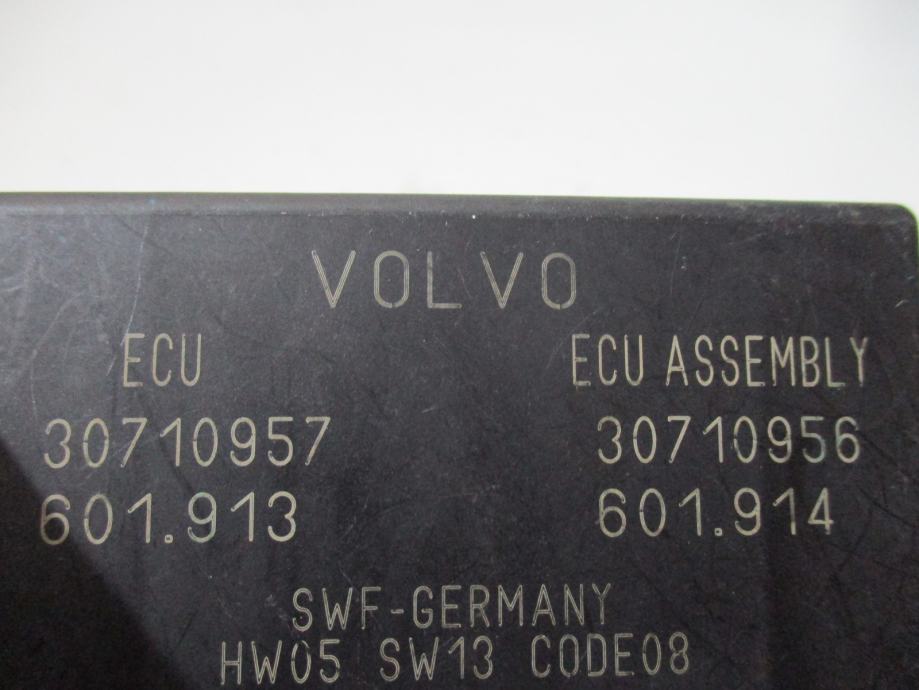 VOLVO
ECU ECU ASSEMBLY
30710957 30710956
601.913 601.914
SWF-GERMANY
HW05 SW13 CODE08